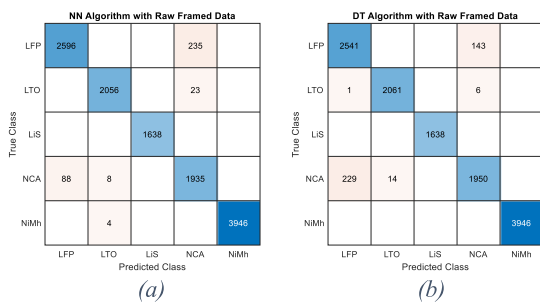 NN Algorithm with Raw Framed Data
LFP 2596 235
LTO 2056 23
LiS 1638
NCA 88 8 1935
NiMh 4 3946
LFP LTO LiS NCA NiMh
Predicted Class
True Class
(a)
DT Algorithm with Raw Framed Data
LFP 2541 143
LTO 1 2061 6
LiS 1638
NCA 229 14 1950
NiMh 3946
LFP LTO LiS NCA NiMh
Predicted Class
True Class
(b)